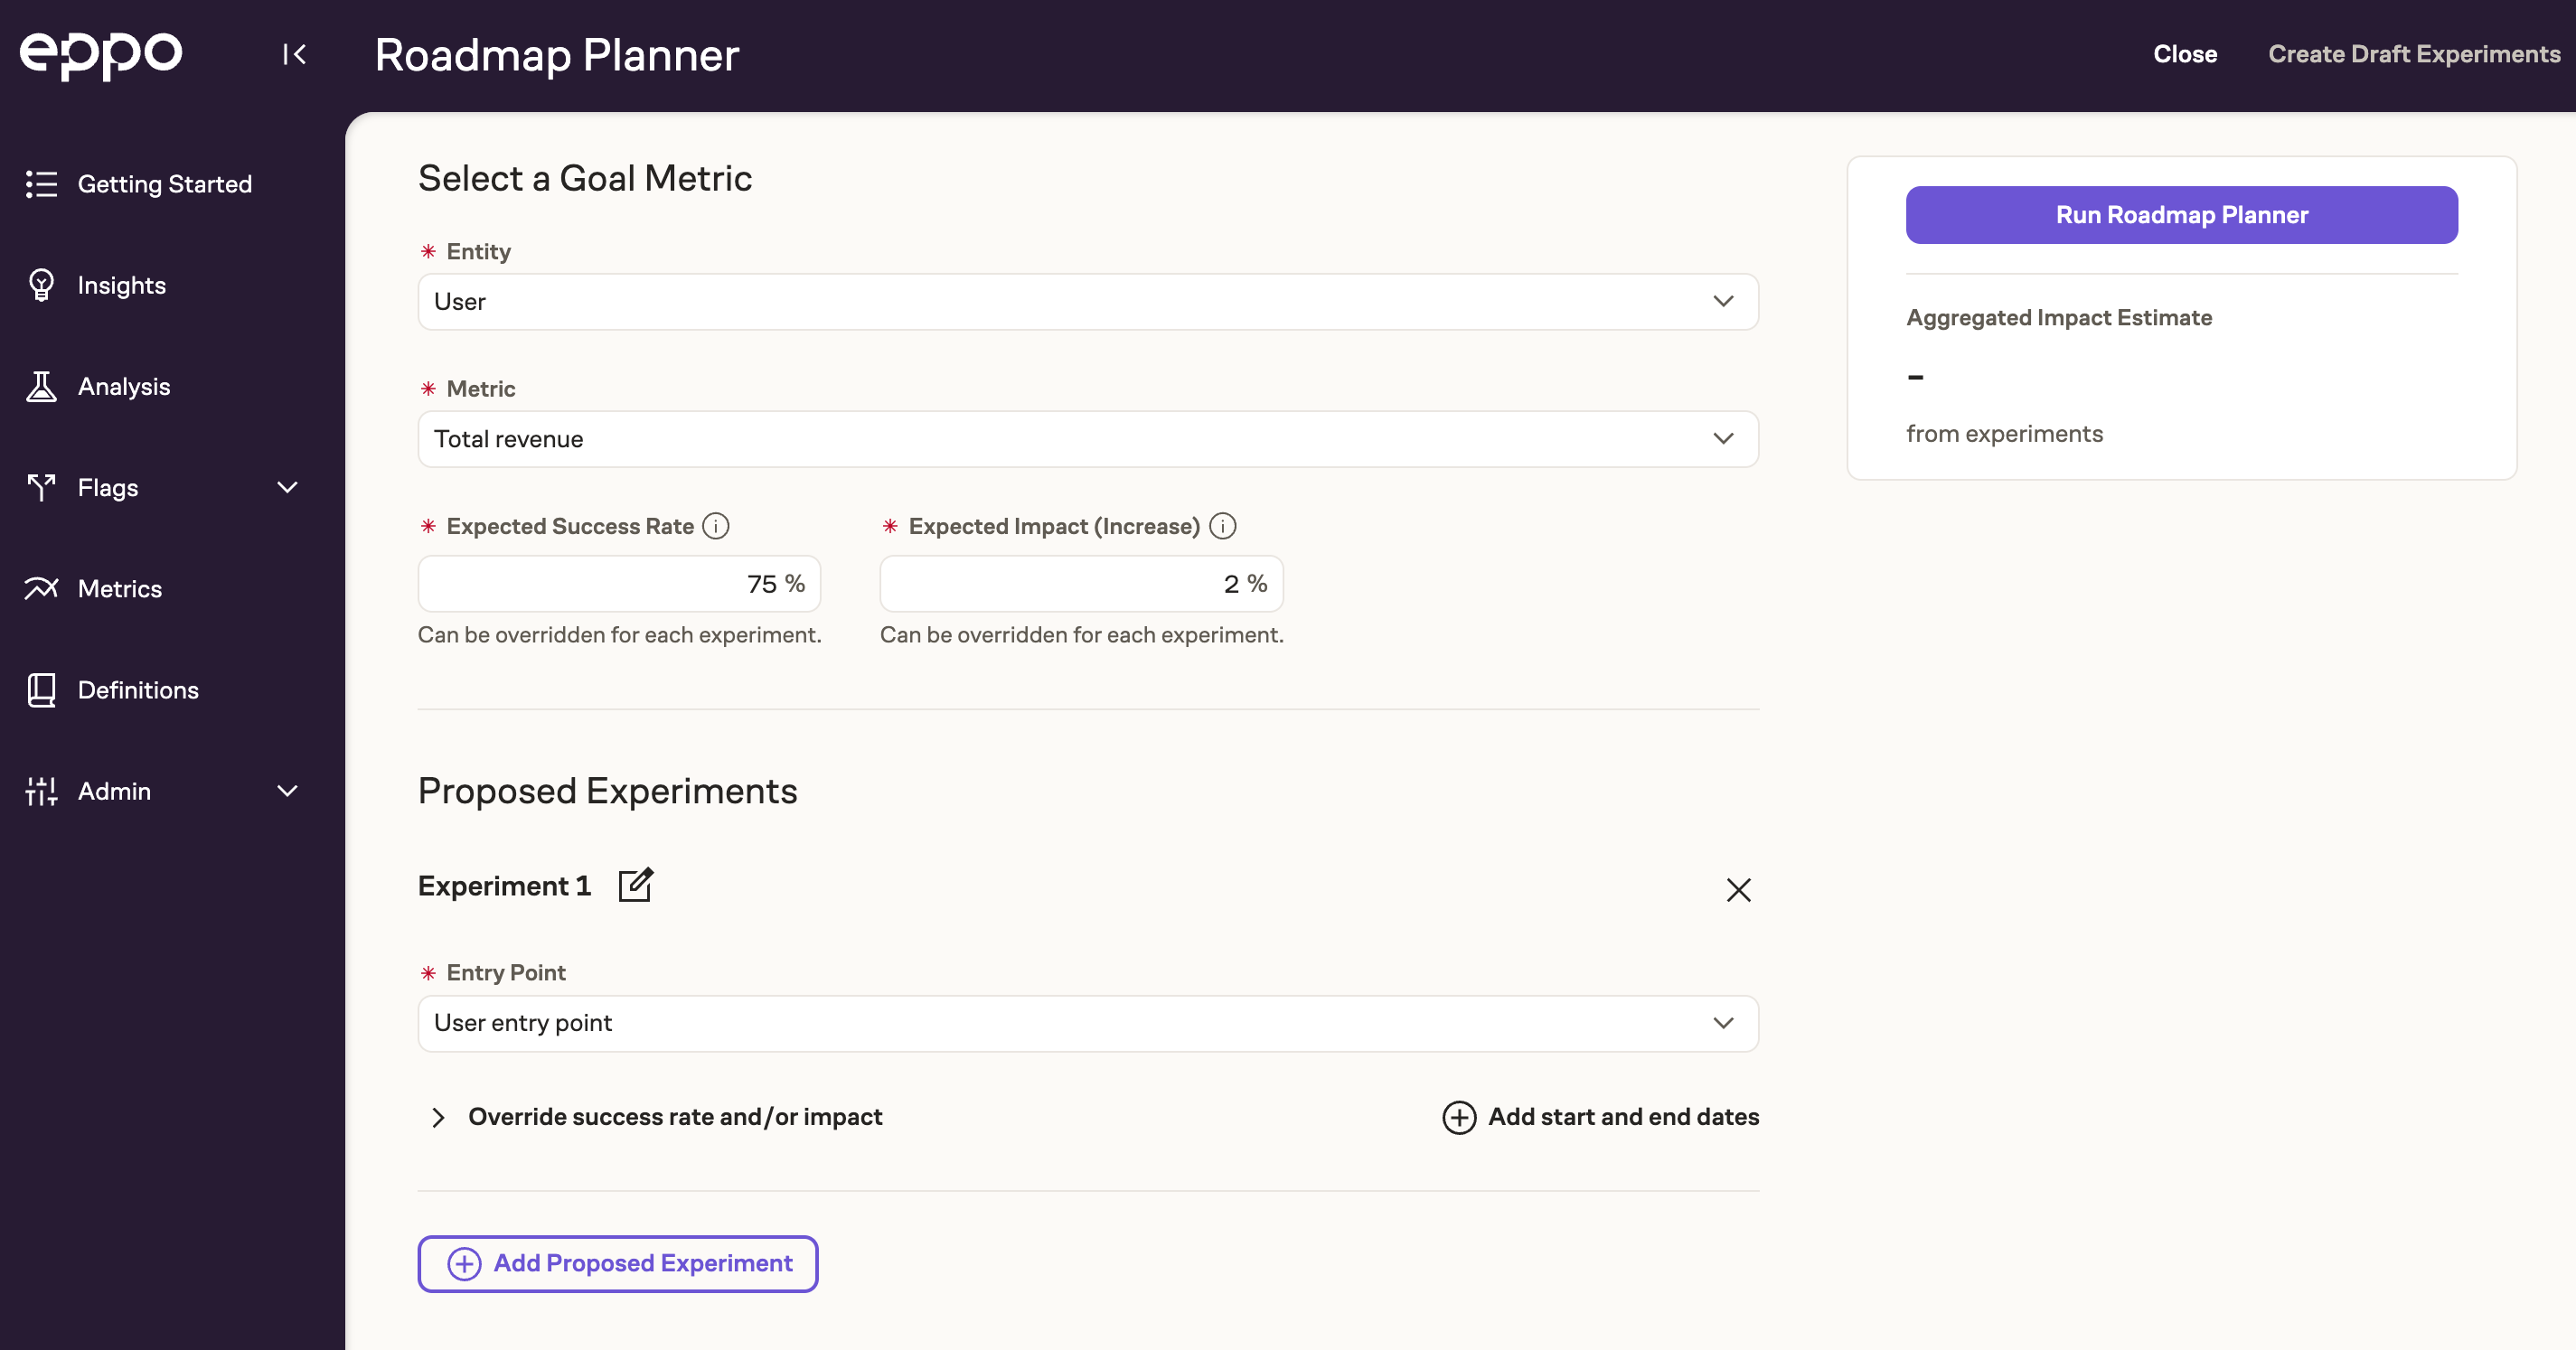 eppo
Roadmap Planner
Close
Create Draft Experiments
Getting Started
Insights
Analysis
Flags
Metrics
Definitions
Admin
Select a Goal Metric
* Entity
User
* Metric
Total revenue
* Expected Success Rate
75 %
Can be overridden for each experiment.
* Expected Impact (Increase)
2 %
Can be overridden for each experiment.
Proposed Experiments
Experiment 1
* Entry Point
User entry point
Override success rate and/or impact
Add start and end dates
Add Proposed Experiment
Run Roadmap Planner
Aggregated Impact Estimate
–
from experiments